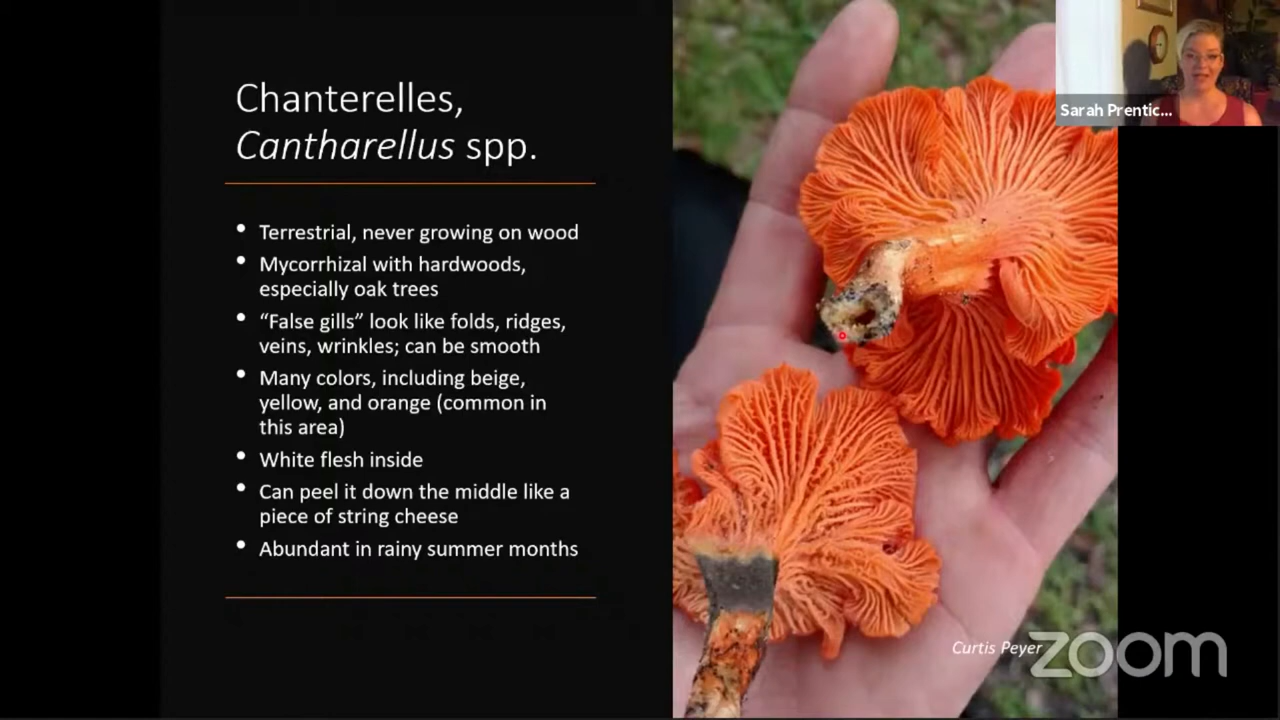 Chanterelles,
Cantharellus spp.
• Terrestrial, never growing on wood
• Mycorrhizal with hardwoods,
especially oak trees
• “False gills” look like folds, ridges,
veins, wrinkles; can be smooth
• Many colors, including beige,
yellow, and orange (common in
this area)
• White flesh inside
• Can peel it down the middle like a
piece of string cheese
• Abundant in rainy summer months
Sarah Prentic...
Curtis Peyer
zoom